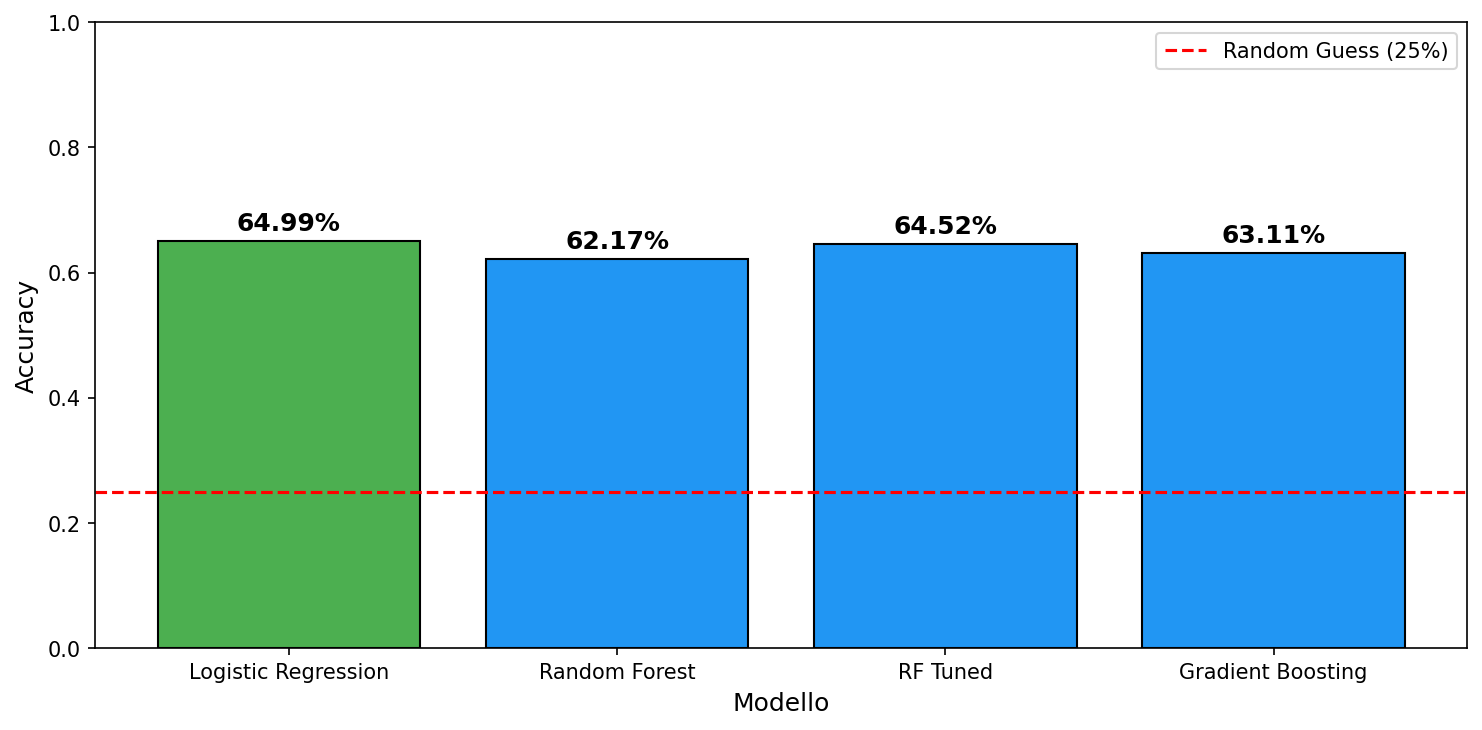 Random Guess (25%)
Accuracy
1.0
0.8
0.6
0.4
0.2
0.0
64.99%
62.17%
64.52%
63.11%
Logistic Regression
Random Forest
RF Tuned
Gradient Boosting
Modello